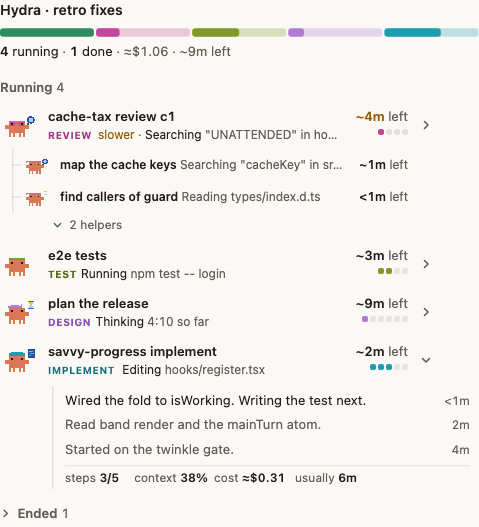 Hydra · retro fixes
4 running · 1 done · ≈$1.06 · ~9m left
Running 4
cache-tax review c1 ~4m left
REVIEW slower · Searching "UNATTENDED" in ho...
map the cache keys Searching "cacheKey" in sr... ~1m left
find callers of guard Reading types/index.d.ts <1m left
2 helpers
e2e tests ~3m left
TEST Running npm test -- login
plan the release ~9m left
DESIGN Thinking 4:10 so far
savvy-progress implement ~2m left
IMPLEMENT Editing hooks/register.tsx
Wired the fold to isWorking. Writing the test next. <1m
Read band render and the mainTurn atom. 2m
Started on the twinkle gate. 4m
steps 3/5 context 38% cost ≈$0.31 usually 6m
Ended 1